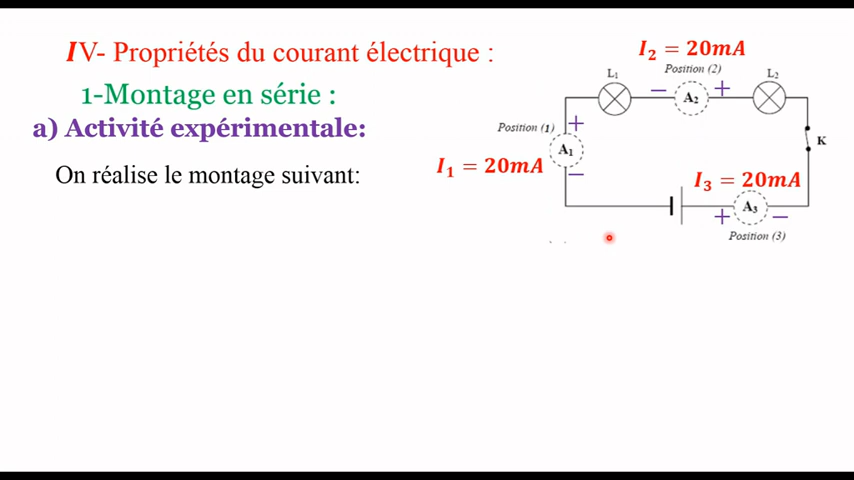 IV- Propriétés du courant électrique :
1-Montage en série :
a) Activité expérimentale:
On réalise le montage suivant:
I₂ = 20mA
Position (2)
L₁
L₂
− A₂ +
K
Position (1)
+
A₁
−
I₁ = 20mA
I₃ = 20mA
+ A₃ −
Position (3)